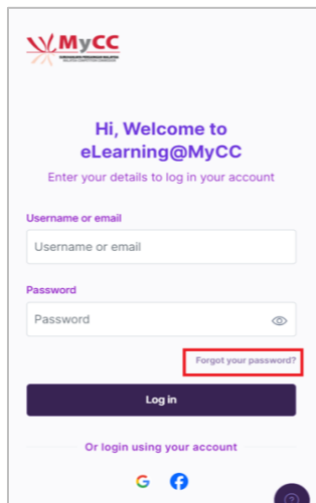 MyCC
Hi, Welcome to
eLearning@MyCC
Enter your details to log in your account
Username or email
Username or email
Password
Password
Forgot your password?
Log in
Or login using your account